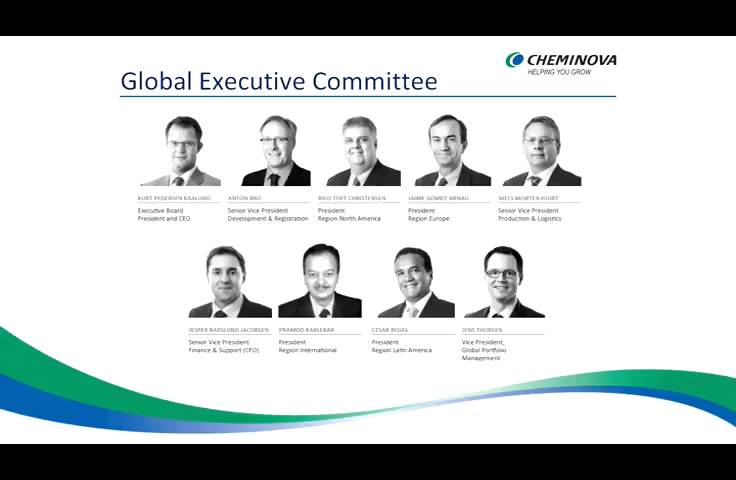 CHEMINOVA
HELPING YOU GROW
Global Executive Committee
KURT PEDERSEN KAALUND
Executive Board
President and CEO
ANTON BRO
Senior Vice President
Development & Registration
RICO TOFT CHRISTENSEN
President
Region North America
JAIME GÓMEZ-ARNAU
President
Region Europe
NIELS MORTEN HJORT
Senior Vice President
Production & Logistics
JESPER BARSLUND JACOBSEN
Senior Vice President
Finance & Support (CFO)
PRAMOD KARLEKAR
President
Region International
CESAR ROJAS
President
Region Latin America
JENS THORSEN
Vice President,
Global Portfolio
Management